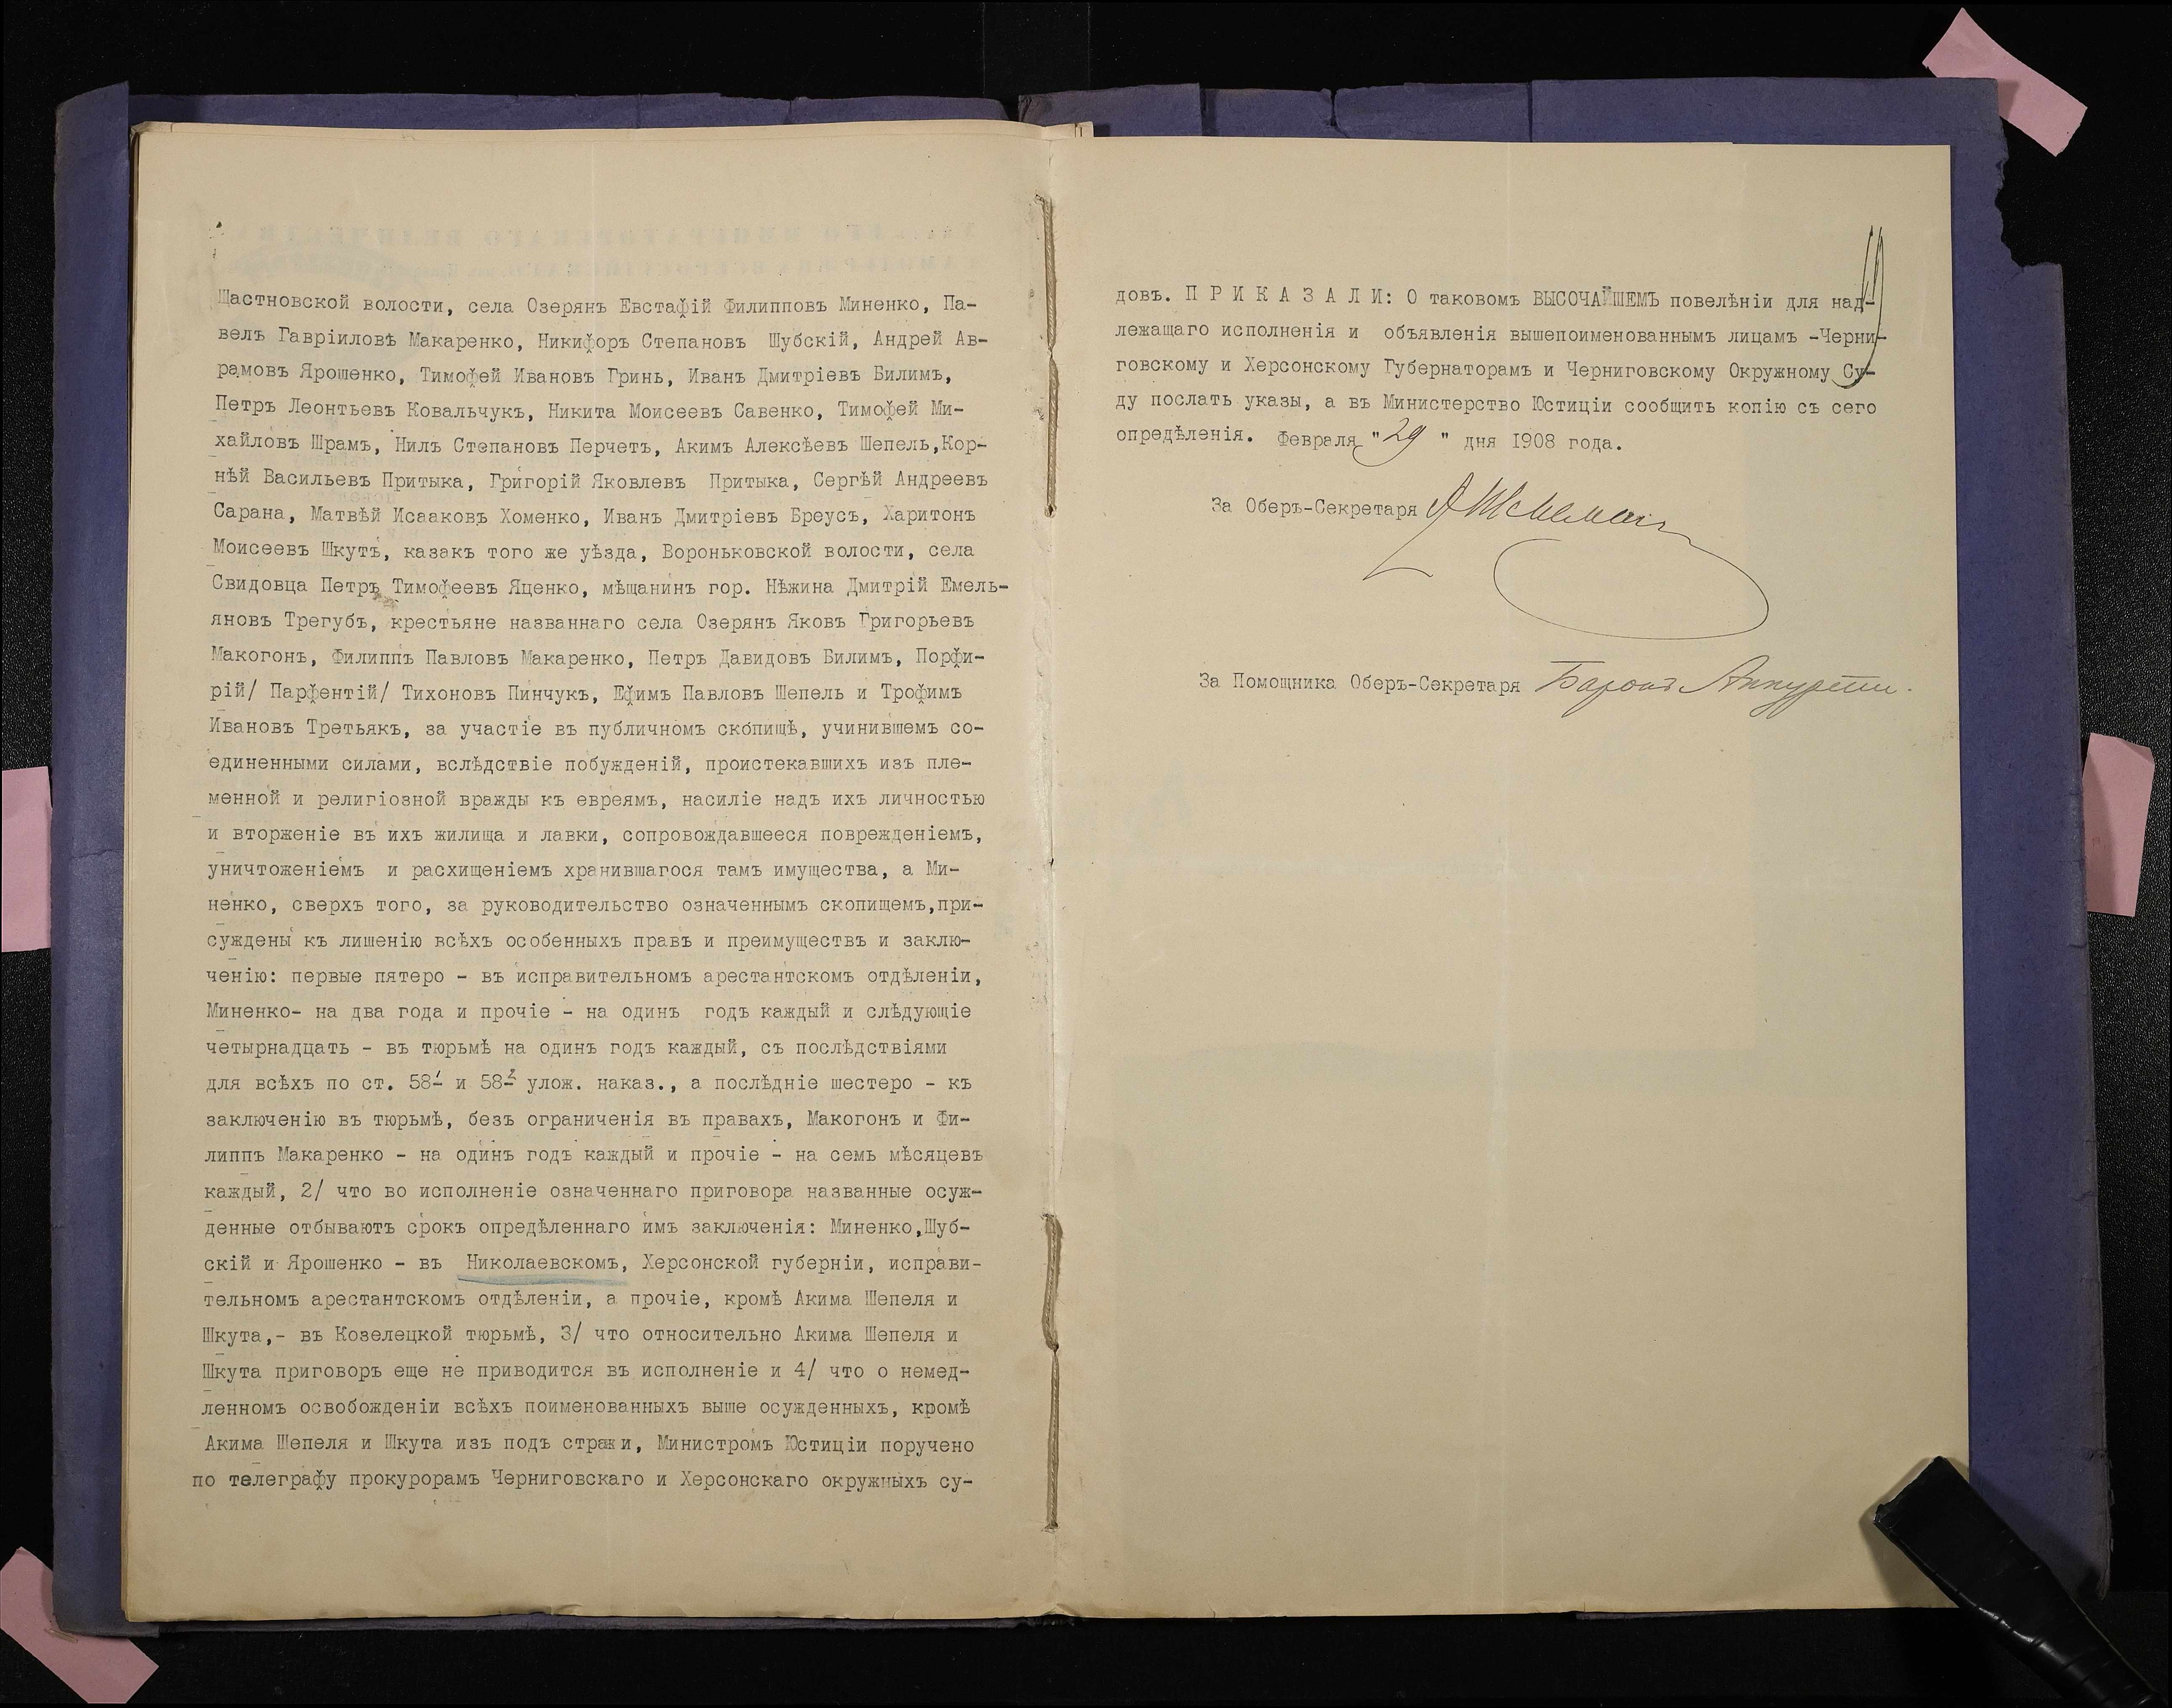 Щастновской волости, села Озерянъ Евстафій Филипповъ Миненко, Па-
велъ Гавріиловѣ Макаренко, Никифоръ Степановъ Шубскій, Андрей Ав-
рамовъ Ярошенко, Тимофей Ивановъ Гринь, Иванъ Дмитріевъ Билимъ,
Петръ Леонтьевъ Ковальчукъ, Никита Моисеевъ Савенко, Тимофей Ми-
хайловъ Шрамъ, Нилъ Степановъ Перчетъ, Акимъ Алексѣевъ Шепель,Кор-
нѣй Васильевъ Притыка, Григорій Яковлевъ Притыка, Сергѣй Андреевъ
Сарана, Матвѣй Исааковъ Хоменко, Иванъ Дмитріевъ Бреусъ, Харитонъ
Моисеевъ Шкутъ, казакъ того же уѣзда, Вороньковской волости, села
Свидовца Петръ Тимофеевъ Яценко, мѣщанинъ гор. Нѣжина Дмитрій Емель-
яновъ Трегубъ, крестьяне названнаго села Озерянъ Яковъ Григорьевъ
Макогонъ, Филиппъ Павловъ Макаренко, Петръ Давидовъ Билимъ, Порфи-
рій/ Парфентій/ Тихоновъ Пинчукъ, Ефимъ Павловъ Шепель и Трофимъ
Ивановъ Третьякъ, за участіе въ публичномъ скопищѣ, учинившемъ со-
единенными силами, вслѣдствіе побужденій, проистекавшихъ изъ пле-
менной и религіозной вражды къ евреямъ, насиліе надъ ихъ личностью
и вторженіе въ ихъ жилища и лавки, сопровождавшееся поврежденіемъ,
уничтоженіемъ и расхищеніемъ хранившагося тамъ имущества, а Ми-
ненко, сверхъ того, за руководительство означеннымъ скопищемъ,при-
суждены къ лишенію всѣхъ особенныхъ правъ и преимуществъ и заклю-
ченію: первые пятеро - въ исправительномъ арестантскомъ отдѣленіи,
Миненко- на два года и прочіе - на одинъ годъ каждый и слѣдующіе
четырнадцать - въ тюрьмѣ на одинъ годъ каждый, съ послѣдствіями
для всѣхъ по ст. 58¹ и 58² улож. наказ., а послѣдніе шестеро - къ
заключенію въ тюрьмѣ, безъ ограниченія въ правахъ, Макогонъ и Фи-
липпъ Макаренко - на одинъ годъ каждый и прочіе - на семь мѣсяцевъ
каждый, 2/ что во исполненіе означеннаго приговора названные осуж-
денные отбываютъ срокъ опредѣленнаго имъ заключенія: Миненко,Шуб-
скій и Ярошенко - въ Николаевскомъ, Херсонской губерніи, исправи-
тельномъ арестантскомъ отдѣленіи, а прочіе, кромѣ Акима Шепеля и
Шкута,- въ Козелецкой тюрьмѣ, 3/ что относительно Акима Шепеля и
Шкута приговоръ еще не приводится въ исполненіе и 4/ что о немед-
ленномъ освобожденіи всѣхъ поименованныхъ выше осужденныхъ, кромѣ
Акима Шепеля и Шкута изъ подъ стражи, Министромъ Юстиціи поручено
по телеграфу прокурорамъ Черниговскаго и Херсонскаго окружныхъ су-
довъ. П Р И К А З А Л И: О таковомъ ВЫСОЧАЙШЕМЪ повелѣніи для над-
лежащаго исполненія и объявленія вышепоименованнымъ лицамъ -Черни-
говскому и Херсонскому Губернаторамъ и Черниговскому Окружному Су-
ду послать указы, а въ Министерство Юстиціи сообщить копію съ сего
опредѣленія. Февраля "29 " дня 1908 года.
За Оберъ-Секретаря
За Помощника Оберъ-Секретаря Баронъ